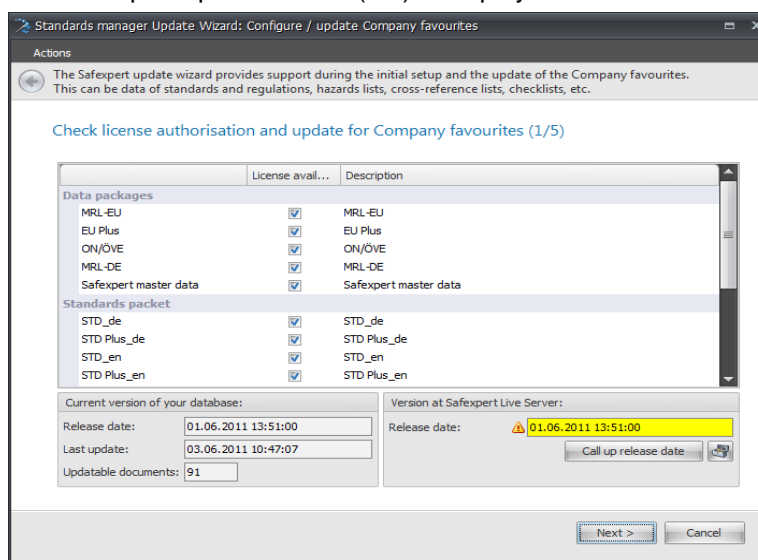 Standards manager Update Wizard: Configure / update Company favourites
Actions
The Safexpert update wizard provides support during the initial setup and the update of the Company favourites.
This can be data of standards and regulations, hazards lists, cross-reference lists, checklists, etc.
Check license authorisation and update for Company favourites (1/5)
License avail... Description
Data packages
MRL-EU MRL-EU
EU Plus EU Plus
ON/ÖVE ON/ÖVE
MRL-DE MRL-DE
Safexpert master data Safexpert master data
Standards packet
STD_de STD_de
STD Plus_de STD Plus_de
STD_en STD_en
STD Plus_en STD Plus_en
Current version of your database: Version at Safexpert Live Server:
Release date: 01.06.2011 13:51:00 Release date: 01.06.2011 13:51:00
Last update: 03.06.2011 10:47:07 Call up release date
Updatable documents: 91
Next > Cancel